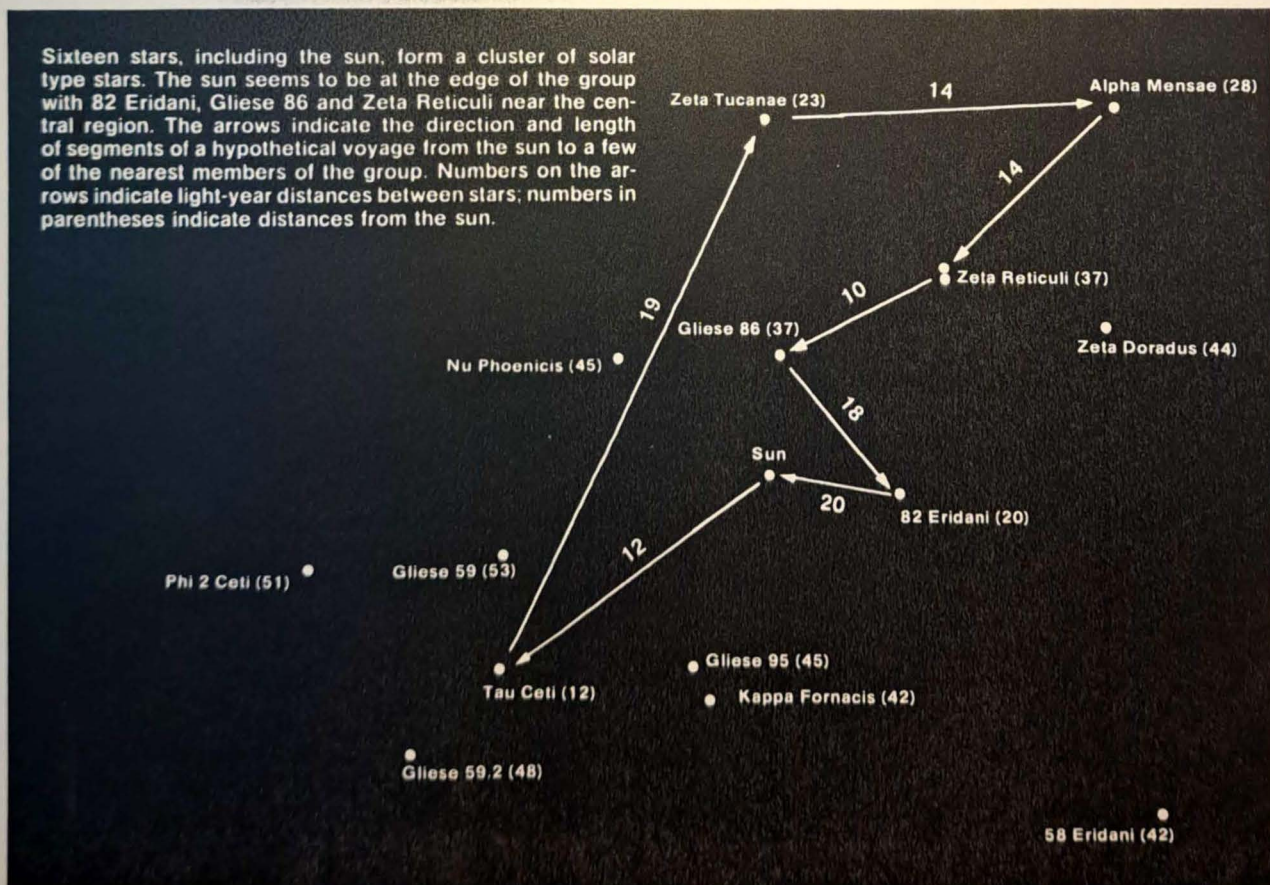 Sixteen stars, including the sun, form a cluster of solar
type stars. The sun seems to be at the edge of the group
with 82 Eridani, Gliese 86 and Zeta Reticuli near the cen-
tral region. The arrows indicate the direction and length
of segments of a hypothetical voyage from the sun to a few
of the nearest members of the group. Numbers on the ar-
rows indicate light-year distances between stars; numbers in
parentheses indicate distances from the sun.
Zeta Tucanae (23)
14
Alpha Mensae (28)
14
Zeta Reticuli (37)
10
19
Gliese 86 (37)
Zeta Doradus (44)
Nu Phoenicis (45)
18
Sun
20
82 Eridani (20)
12
Phi 2 Ceti (51)
Gliese 59 (53)
Gliese 95 (45)
Tau Ceti (12)
Kappa Fornacis (42)
Gliese 59.2 (48)
58 Eridani (42)